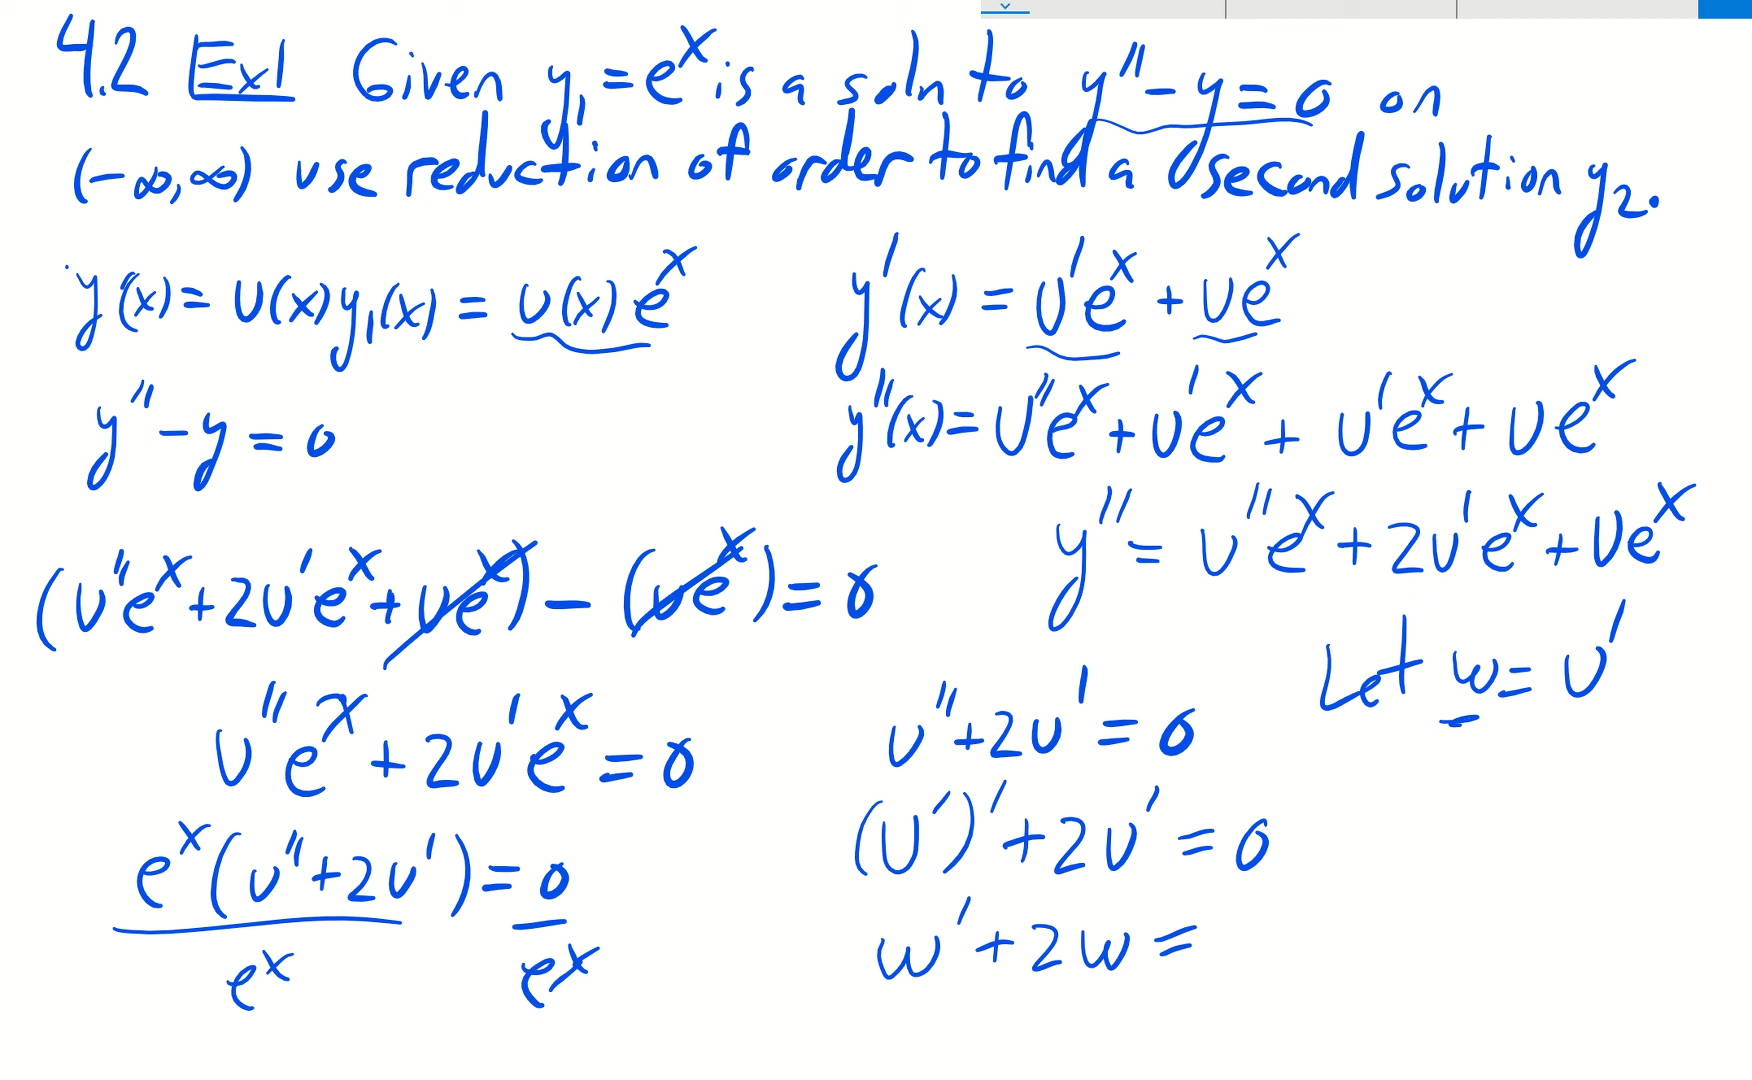 4.2 Ex1 Given y₁ = eˣ is a soln to y'' - y = 0 on
(-∞,∞) use reduction of order to find a second solution y₂.
y(x) = u(x)y₁(x) = u(x)eˣ
y'(x) = u'eˣ + ueˣ
y''(x) = u''eˣ + u'eˣ + u'eˣ + ueˣ
y'' - y = 0
y'' = u''eˣ + 2u'eˣ + ueˣ
(u''eˣ + 2u'eˣ + ueˣ) - (ueˣ) = 0
Let w = u'
u''eˣ + 2u'eˣ = 0
eˣ(u'' + 2u') = 0
eˣ eˣ
u'' + 2u' = 0
(u')' + 2u' = 0
w' + 2w =